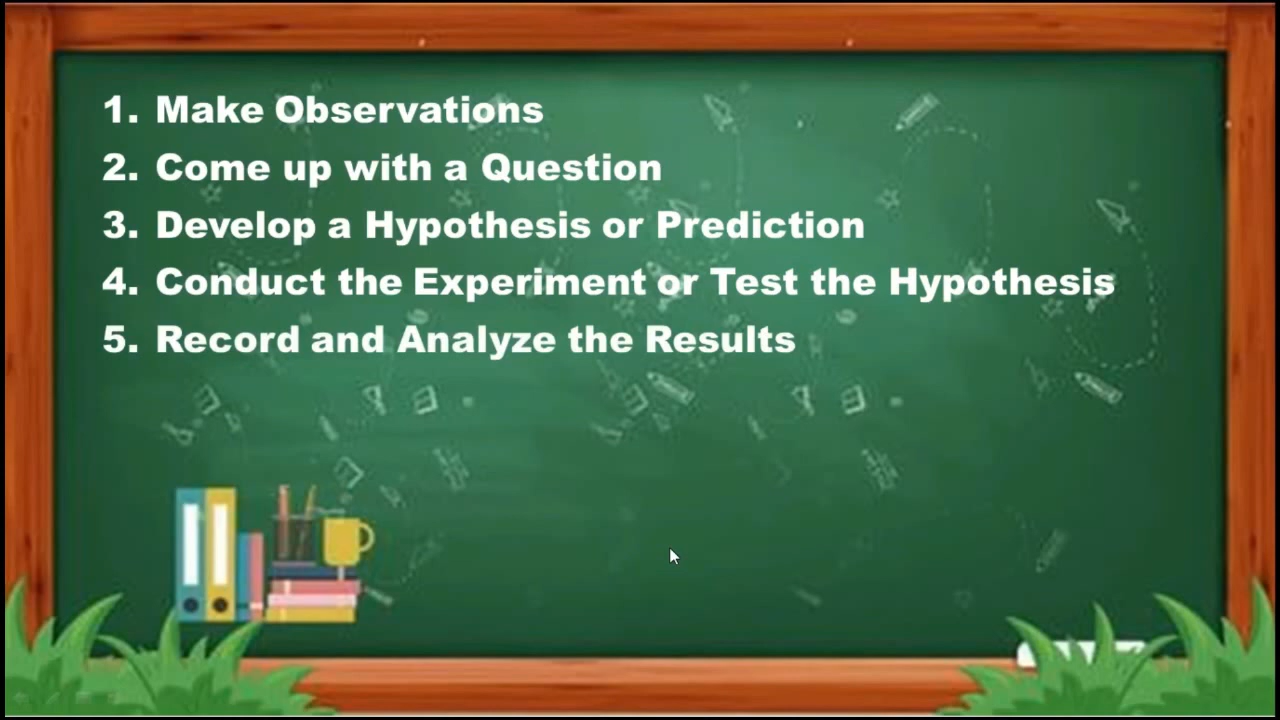 1. Make Observations
2. Come up with a Question
3. Develop a Hypothesis or Prediction
4. Conduct the Experiment or Test the Hypothesis
5. Record and Analyze the Results